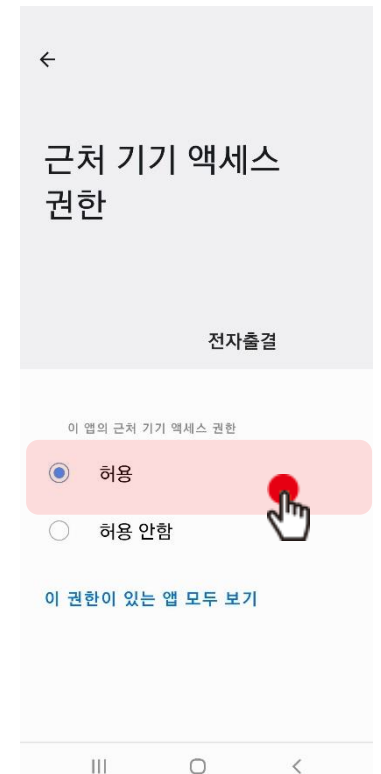 근처 기기 액세스
권한
전자출결
이 앱의 근처 기기 액세스 권한
허용
허용 안함
이 권한이 있는 앱 모두 보기